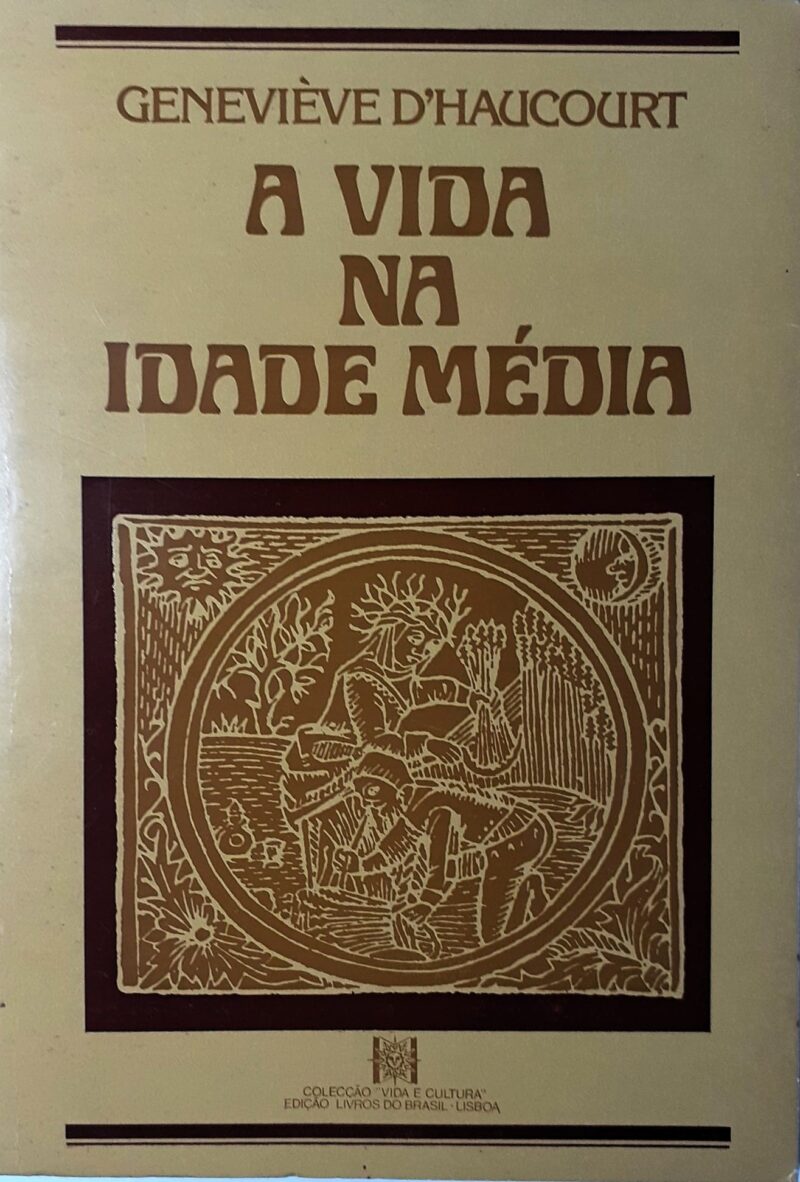 GENEVIÈVE D'HAUCOURT
A VIDA
NA
IDADE MÉDIA
COLECÇÃO "VIDA E CULTURA"
EDIÇÃO LIVROS DO BRASIL · LISBOA